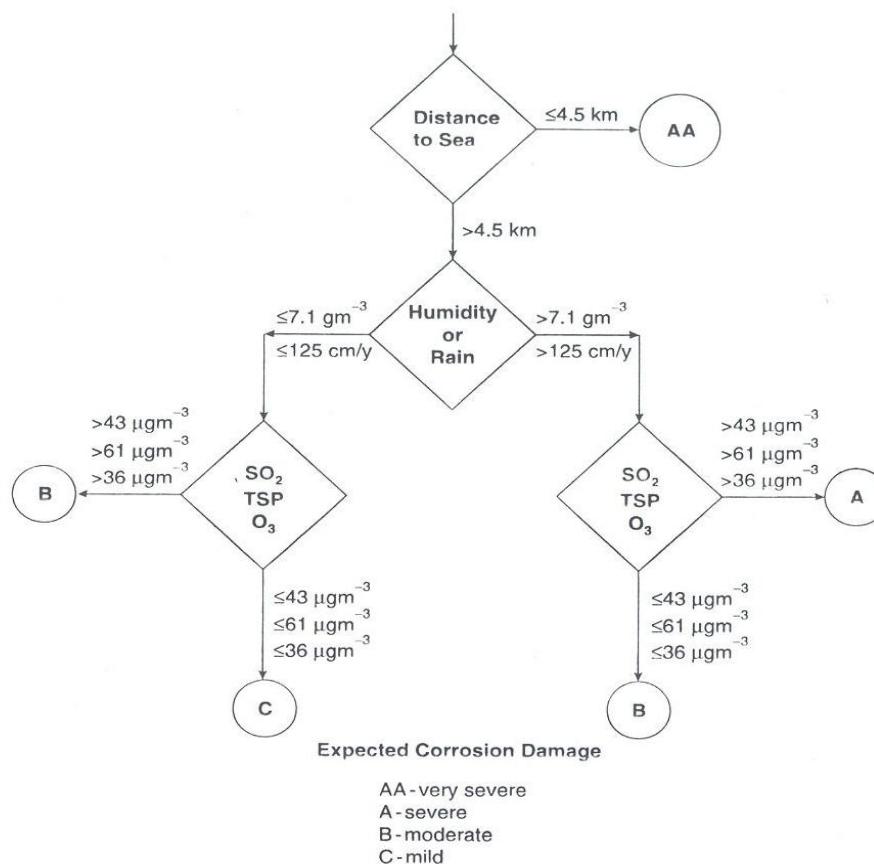 Distance
to Sea
≤4.5 km
AA
>4.5 km
Humidity
or
Rain
≤7.1 gm⁻³
≤125 cm/y
>7.1 gm⁻³
>125 cm/y
>43 μgm⁻³
>61 μgm⁻³
>36 μgm⁻³
B
SO₂
TSP
O₃
≤43 μgm⁻³
≤61 μgm⁻³
≤36 μgm⁻³
C
SO₂
TSP
O₃
>43 μgm⁻³
>61 μgm⁻³
>36 μgm⁻³
A
≤43 μgm⁻³
≤61 μgm⁻³
≤36 μgm⁻³
B
Expected Corrosion Damage
AA-very severe
A-severe
B-moderate
C-mild